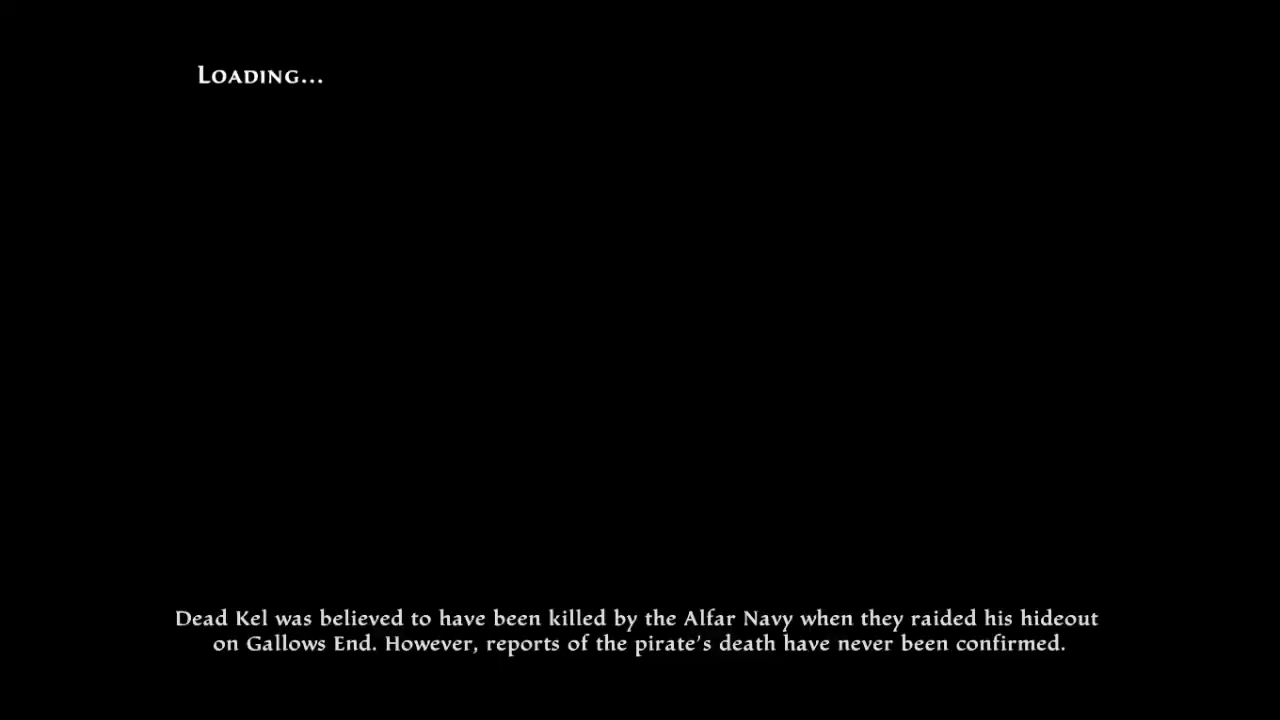 Loading...
Dead Kel was believed to have been killed by the Alfar Navy when they raided his hideout
on Gallows End. However, reports of the pirate's death have never been confirmed.